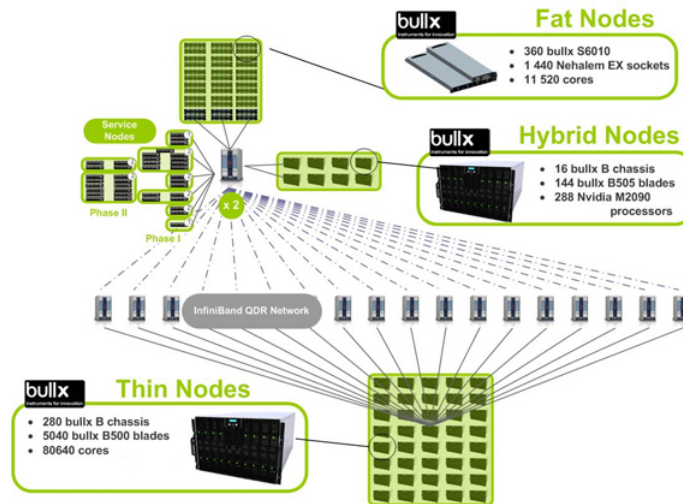 bullx
instruments for innovation
Fat Nodes
• 360 bullx S6010
• 1 440 Nehalem EX sockets
• 11 520 cores
Service
Nodes
bullx
instruments for innovation
Hybrid Nodes
• 16 bullx B chassis
• 144 bullx B505 blades
• 288 Nvidia M2090
processors
Phase II
Phase I
x 2
InfiniBand QDR Network
bullx
instruments for innovation
Thin Nodes
• 280 bullx B chassis
• 5040 bullx B500 blades
• 80640 cores